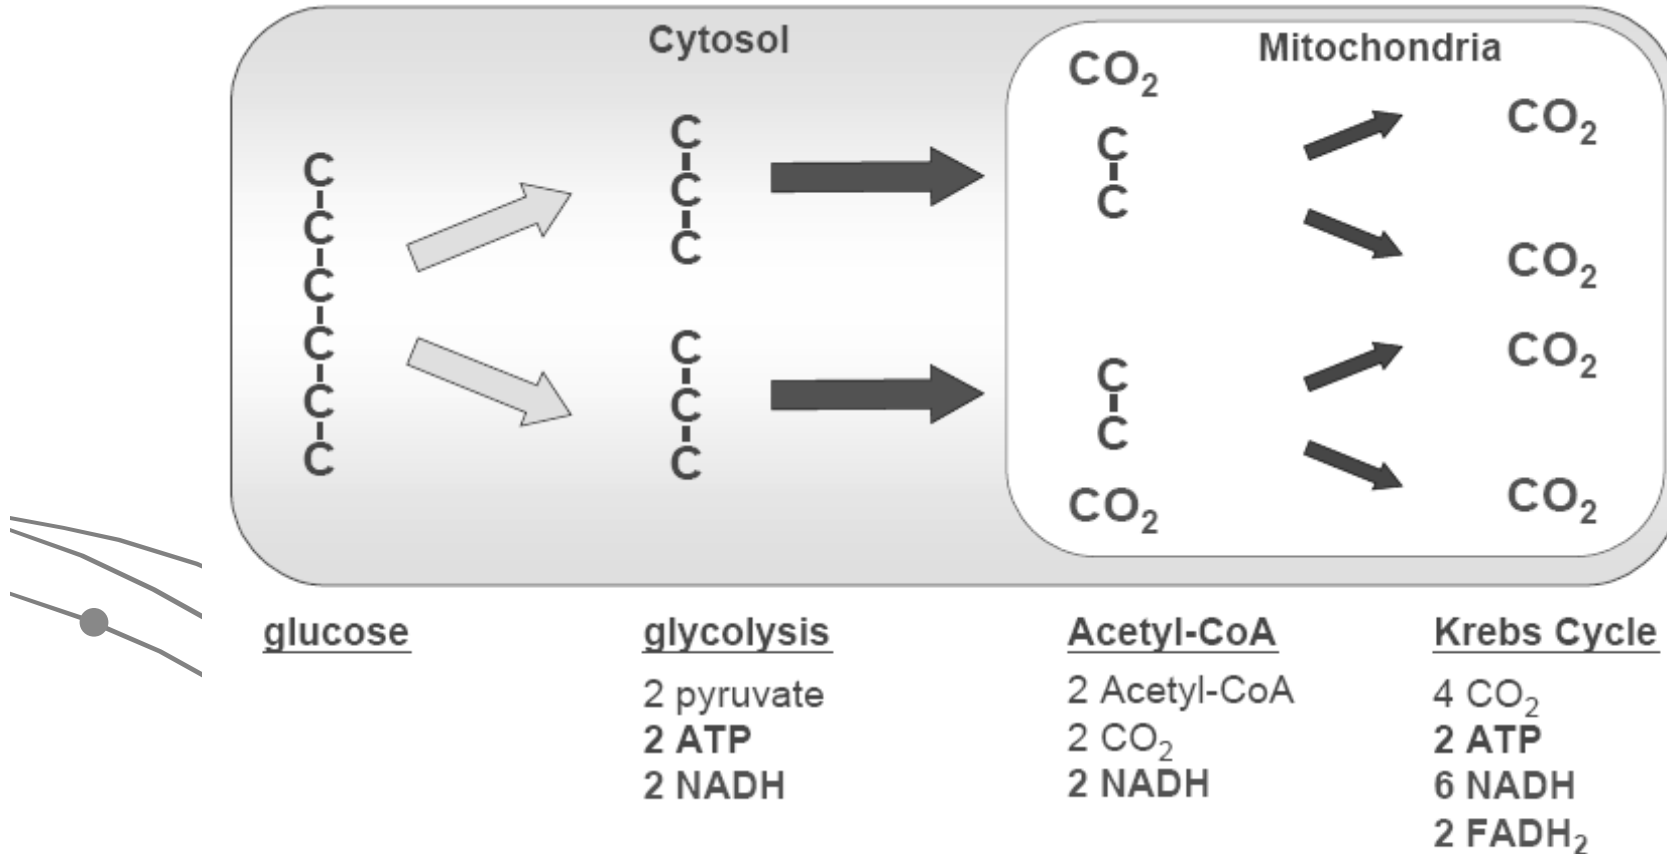 Cytosol
Mitochondria
C
C
C
C
C
C
C
C
C
C
C
C
CO₂
C
C
C
C
CO₂
CO₂
CO₂
CO₂
CO₂
glucose
glycolysis
2 pyruvate
2 ATP
2 NADH
Acetyl-CoA
2 Acetyl-CoA
2 CO₂
2 NADH
Krebs Cycle
4 CO₂
2 ATP
6 NADH
2 FADH₂